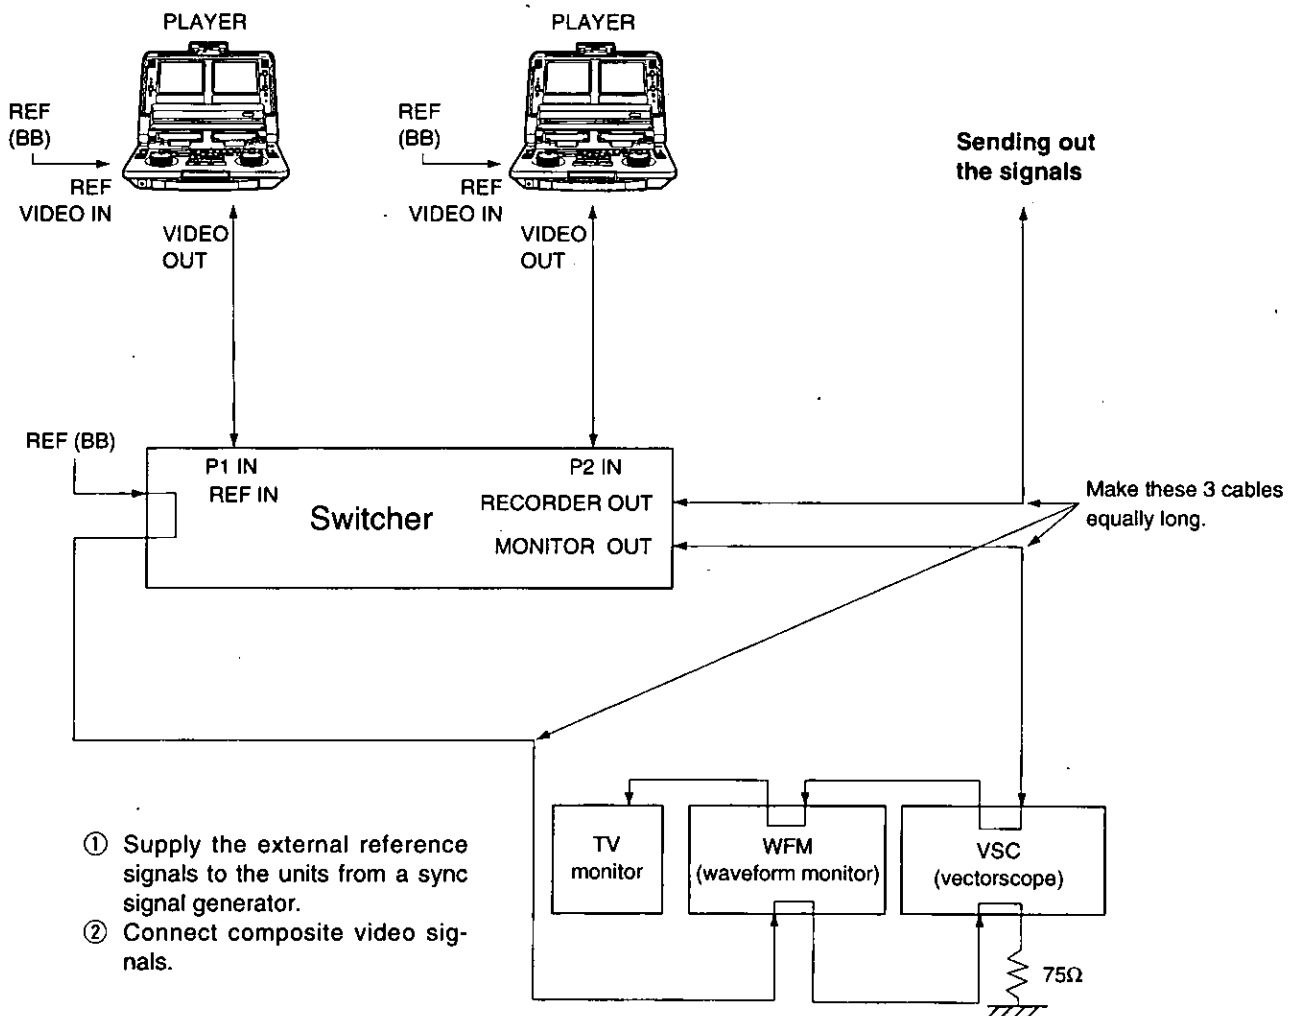 PLAYER
PLAYER
REF
(BB)
REF
VIDEO IN
VIDEO
OUT
REF
(BB)
REF
VIDEO IN
VIDEO
OUT
Sending out
the signals
REF (BB)
P1 IN
REF IN
Switcher
P2 IN
RECORDER OUT
MONITOR OUT
Make these 3 cables
equally long.
① Supply the external reference
signals to the units from a sync
signal generator.
② Connect composite video sig-
nals.
TV
monitor
WFM
(waveform monitor)
VSC
(vectorscope)
75Ω